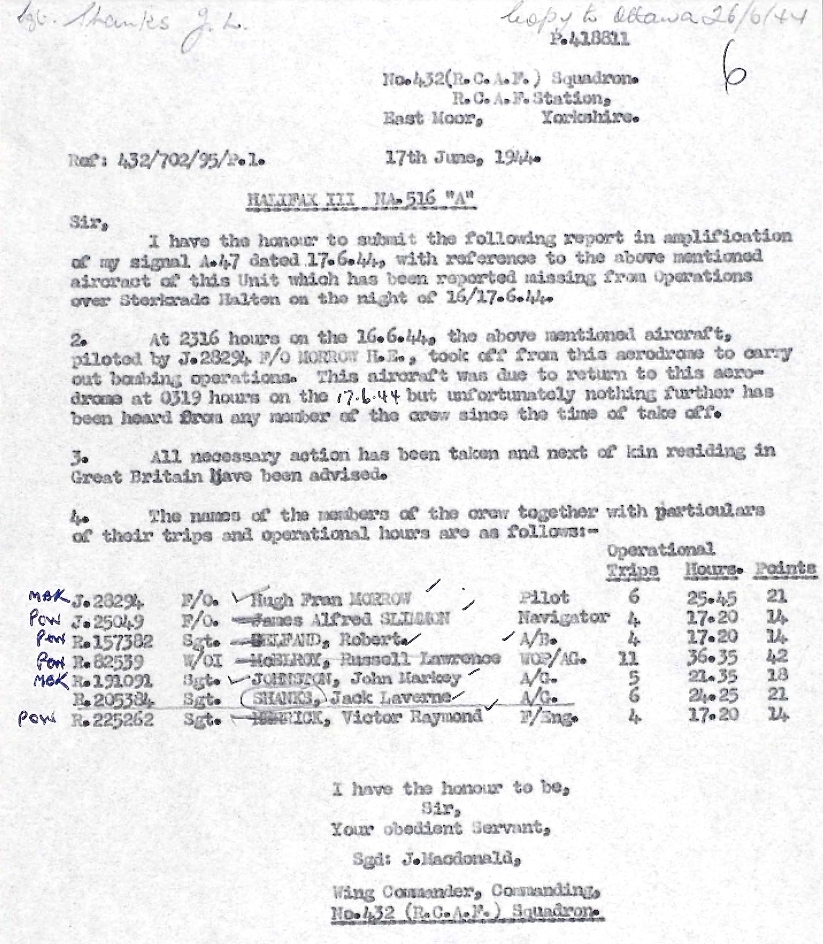 Sgt. Shanks J. L. Copy to Ottawa 26/6/44
P.418811
6
No.432(R.C.A.F.) Squadron.
R.C.A.F. Station,
East Moor, Yorkshire.
Ref: 432/702/95/P.1. 17th June, 1944.
HALIFAX III NA.516 "A"
Sir,
I have the honour to submit the following report in amplification
of my signal A.47 dated 17.6.44, with reference to the above mentioned
aircraft of this Unit which has been reported missing from Operations
over Sterkrade Halten on the night of 16/17.6.44.
2. At 2316 hours on the 16.6.44, the above mentioned aircraft,
piloted by J.28294 F/O MORROW H.E., took off from this aerodrome to carry
out bombing operations. This aircraft was due to return to this aero-
drome at 0319 hours on the 17.6.44 but unfortunately nothing further has
been heard from any member of the crew since the time of take off.
3. All necessary action has been taken and next of kin residing in
Great Britain have been advised.
4. The names of the members of the crew together with particulars
of their trips and operational hours are as follows:-
Operational
Trips Hours. Points
MBK J.28294 F/O. Hugh Fran MORROW Pilot 6 25.45 21
POW J.25049 F/O. James Alfred SLIMMON Navigator 4 17.20 14
POW R.157382 Sgt. GELFAND, Robert. A/B. 4 17.20 14
POW R.82539 W/OI McELROY, Russell Lawrence WOP/AG. 11 36.35 42
MBK R.191091 Sgt. JOHNSTON, John Markey A/G. 5 21.35 18
R.205384 Sgt. SHANKS, Jack Laverne A/G. 6 24.25 21
POW R.225262 Sgt. Victor Raymond F/Eng. 4 17.20 14
I have the honour to be,
Sir,
Your obedient Servant,
Sgd: J.Macdonald,
Wing Commander, Commanding,
No.432 (R.C.A.F.) Squadron.